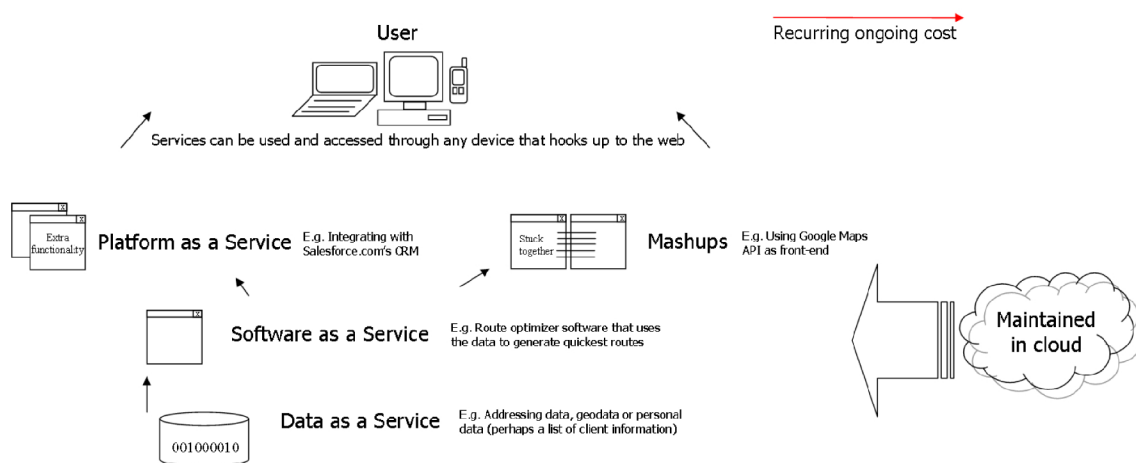 User
Recurring ongoing cost
Services can be used and accessed through any device that hooks up to the web
X
X
Extra
functionality
Platform as a Service
E.g. Integrating with
Salesforce.com's CRM
X
X
Stuck
together
Mashups
E.g. Using Google Maps
API as front-end
X
Software as a Service
E.g. Route optimizer software that uses
the data to generate quickest routes
Maintained
in cloud
Data as a Service
E.g. Addressing data, geodata or personal
data (perhaps a list of client information)
001000010